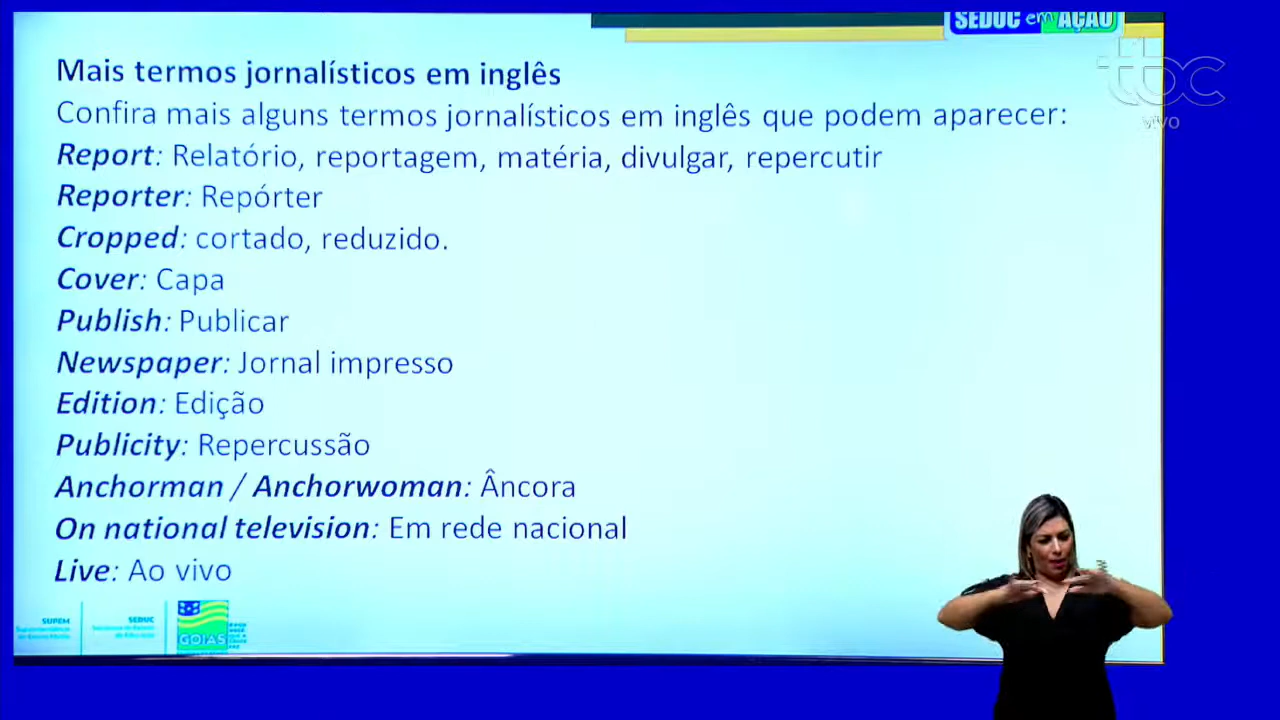 SEDUC em AÇÃO
tbc
vivo
Mais termos jornalísticos em inglês
Confira mais alguns termos jornalísticos em inglês que podem aparecer:
Report: Relatório, reportagem, matéria, divulgar, repercutir
Reporter: Repórter
Cropped: cortado, reduzido.
Cover: Capa
Publish: Publicar
Newspaper: Jornal impresso
Edition: Edição
Publicity: Repercussão
Anchorman / Anchorwoman: Âncora
On national television: Em rede nacional
Live: Ao vivo
SUPEM
SEDUC
GOIÁS